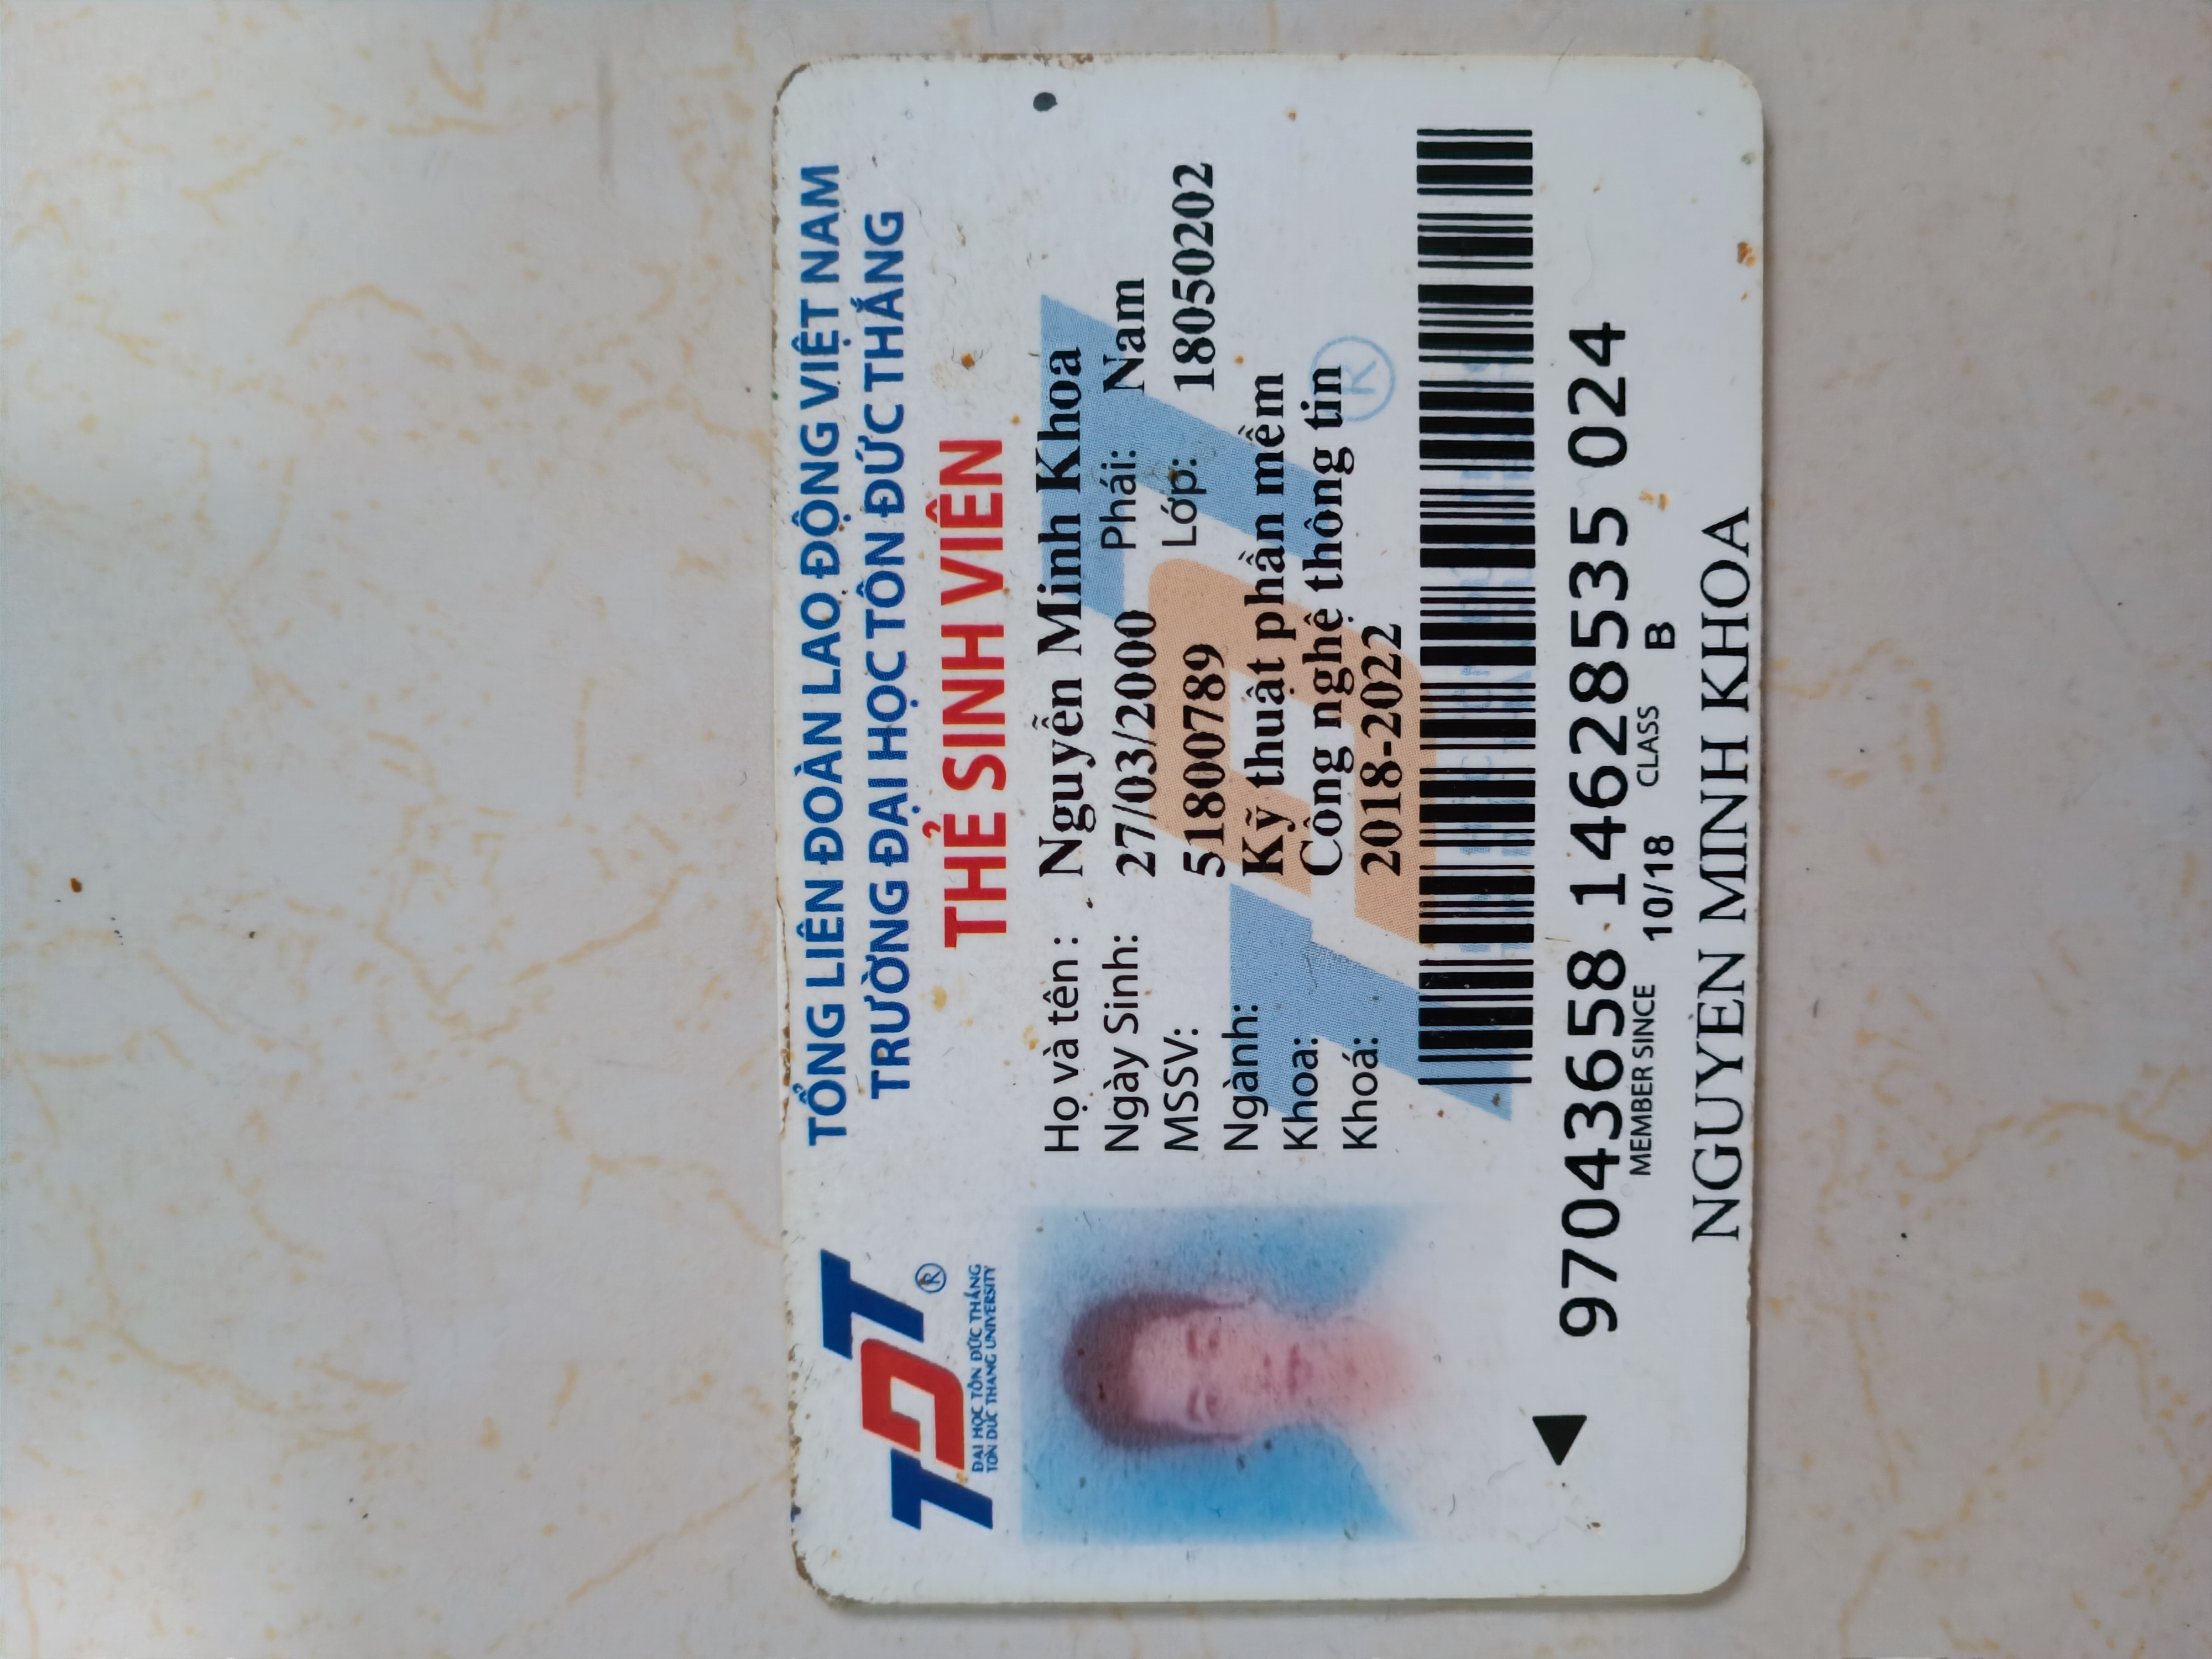 TỔNG LIÊN ĐOÀN LAO ĐỘNG VIỆT NAM
TRƯỜNG ĐẠI HỌC TÔN ĐỨC THẮNG
THẺ SINH VIÊN
TDT ®
ĐẠI HỌC TÔN ĐỨC THẮNG
TON DUC THANG UNIVERSITY
Họ và tên : Nguyễn Minh Khoa
Ngày Sinh: 27/03/2000 Phái: Nam
MSSV: 51800789 Lớp: 18050202
Ngành: Kỹ thuật phần mềm
Khoa: Công nghệ thông tin
Khoá: 2018-2022
®
97043658 14628535 024
MEMBER SINCE 10/18 CLASS B
NGUYEN MINH KHOA